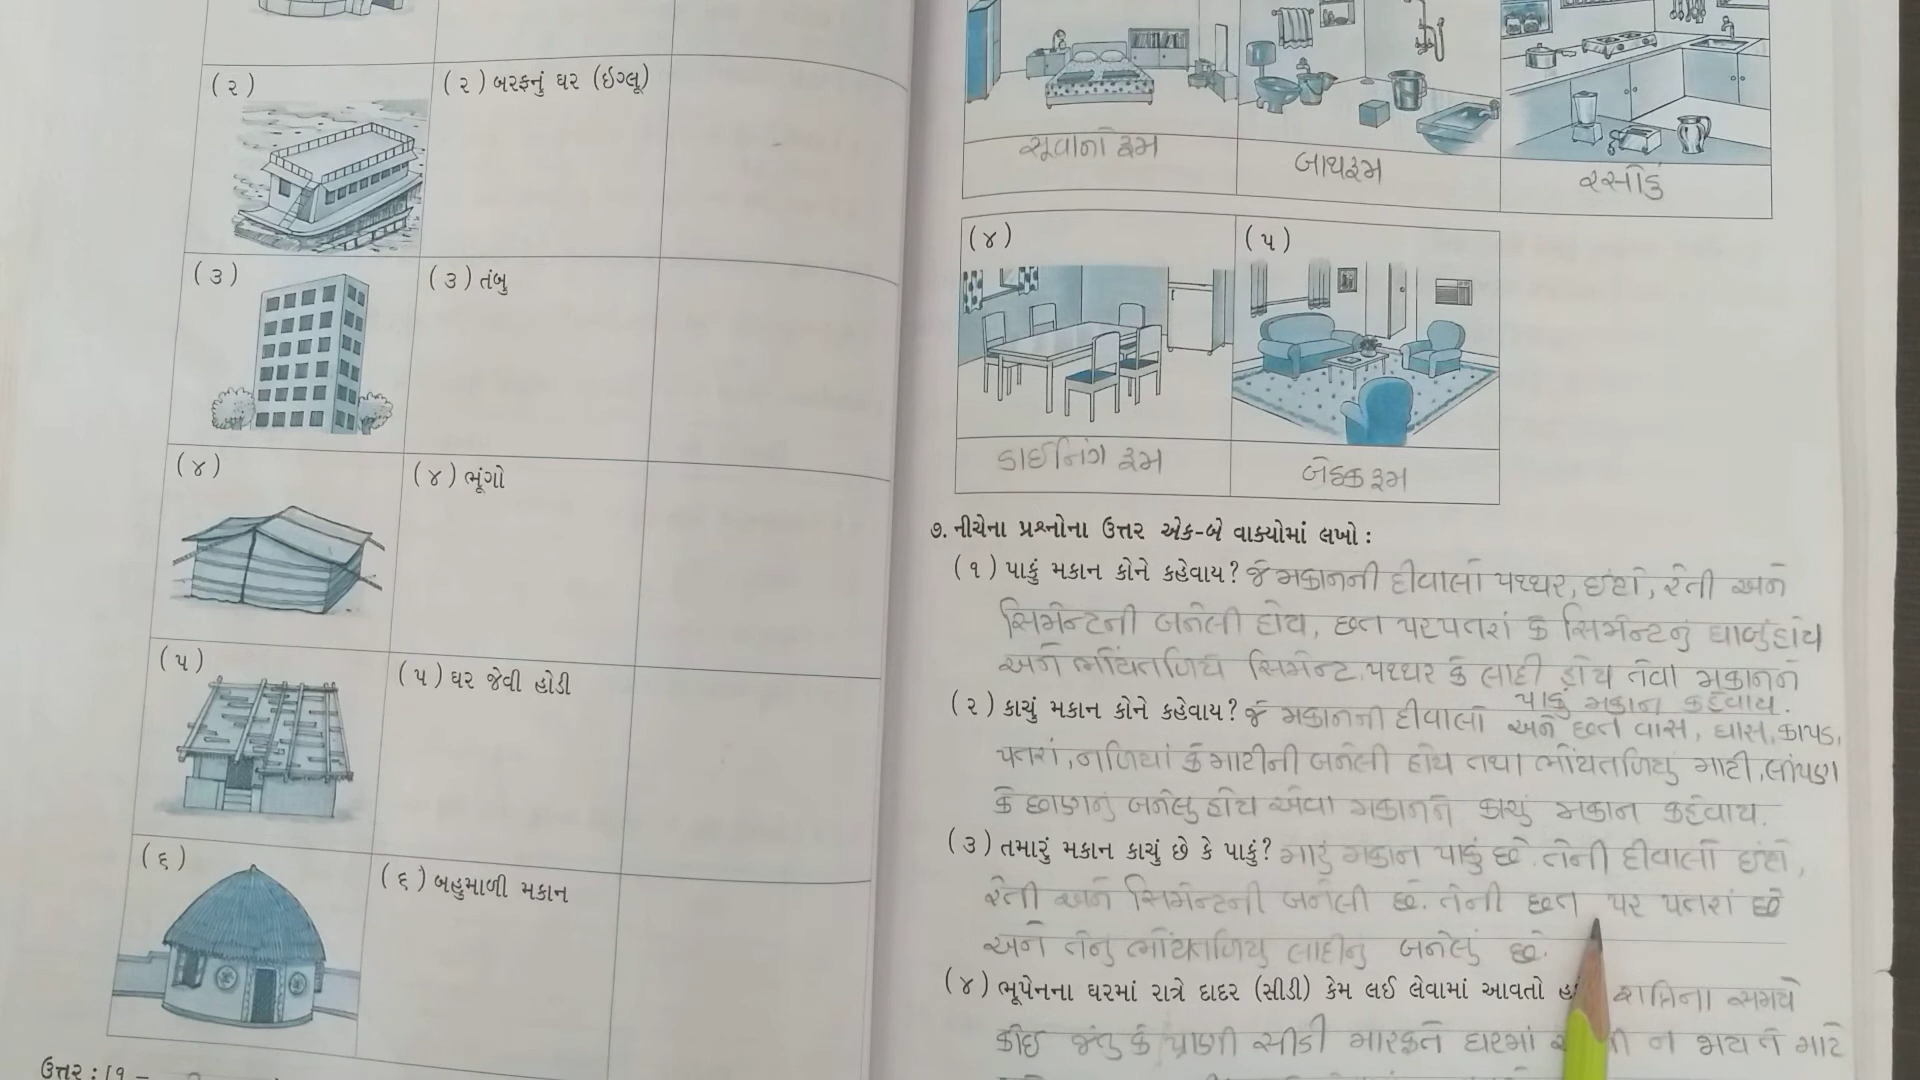 (૨)
(૨) બરફનું ઘર (ઈગ્લૂ)
(૩)
(૩) તંબુ
(૪)
(૪) ભૂંગો
(૫)
(૫) ઘર જેવી હોડી
(૬)
(૬) બહુમાળી મકાન
ઉત્તર : (૧ –
સૂવાનો રૂમ
બાથરૂમ
રસોડુ
(૪)
(૫)
ડાઈનિંગ રૂમ
બેઠક રૂમ
૭. નીચેના પ્રશ્નોના ઉત્તર એક-બે વાક્યોમાં લખો :
(૧) પાકું મકાન કોને કહેવાય? જે મકાનની દીવાલો પથ્થર, ઈંટો, રેતી અને
સિમેન્ટની બનેલી હોય, છત પર પતરાં કે સિમેન્ટનું ધાબું હોય
અને ભોંયતળિયે સિમેન્ટ, પથ્થર કે લાદી હોય તેવા મકાનને
પાકું મકાન કહેવાય.
(૨) કાચું મકાન કોને કહેવાય? જે મકાનની દીવાલો અને છત વાંસ, ઘાસ, કાપડ,
પતરાં, નળિયાં કે માટીની બનેલી હોય તથા ભોંયતળિયુ માટી, લીંપણ
કે છાણનું બનેલુ હોય એવા મકાનને કાચું મકાન કહેવાય.
(૩) તમારું મકાન કાચું છે કે પાકું? મારું મકાન પાકું છે. તેની દીવાલો ઈંટો,
રેતી અને સિમેન્ટની બનેલી છે. તેની છત પર પતરાં છે
અને તેનુ ભોંયતળિયુ લાદીનુ બનેલું છે.
(૪) ભૂપેનના ઘરમાં રાત્રે દાદર (સીડી) કેમ લઈ લેવામાં આવતો રાત્રિના સમયે
કોઈ જંતુ કે પ્રાણી સીડી મારફતે ઘરમાં ન જાય તે માટે